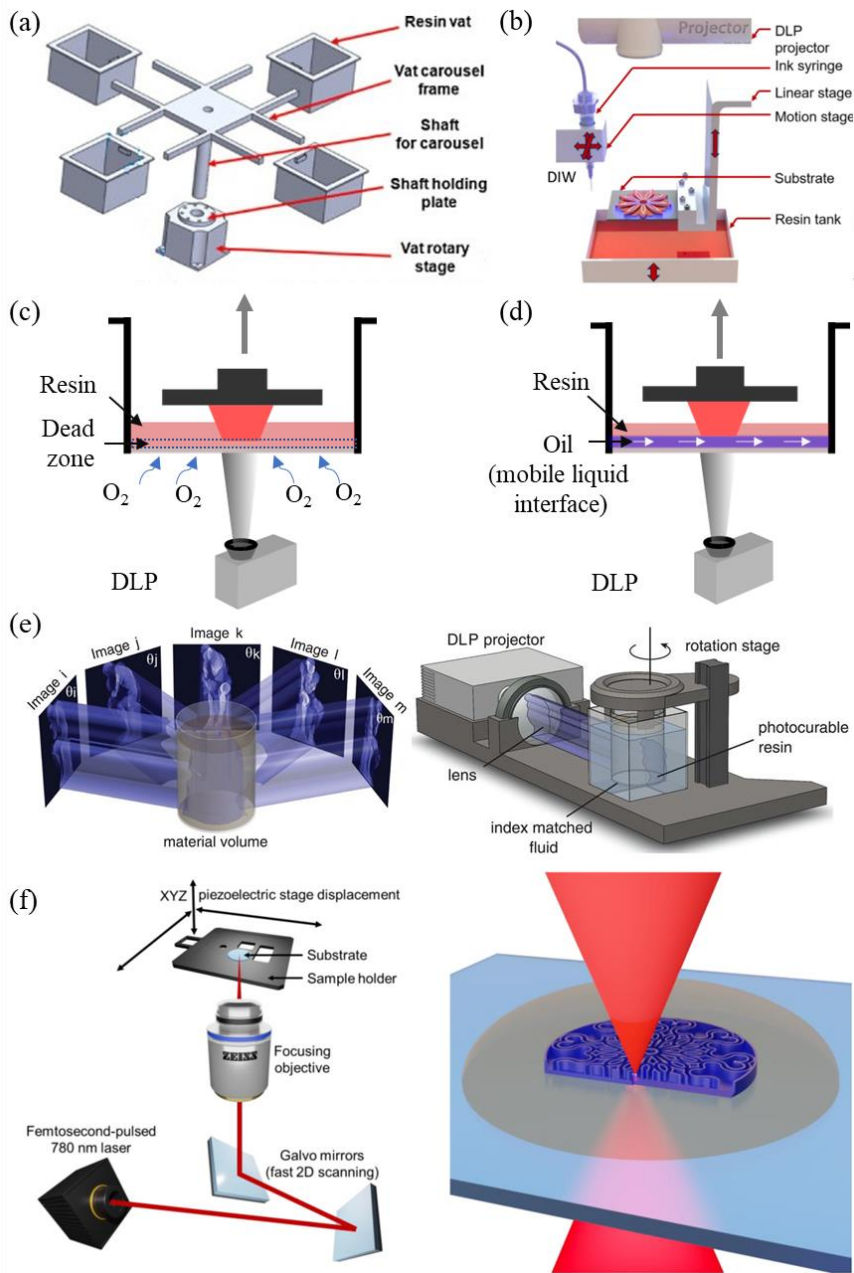 (a)
Resin vat
Vat carousel
frame
Shaft
for carousel
Shaft holding
plate
Vat rotary
stage
(b)
Projector
DLP
projector
Ink syringe
Linear stage
Motion stage
DIW
Substrate
Resin tank
(c)
Resin
Dead
zone
O₂ O₂ O₂ O₂
DLP
(d)
Resin
Oil
(mobile liquid
interface)
DLP
(e)
Image i
Image j
Image k
Image l
Image m
θi
θj
θk
θl
θm
material volume
DLP projector
rotation stage
lens
photocurable
resin
index matched
fluid
(f)
XYZ
piezoelectric stage displacement
Substrate
Sample holder
ZEISS
Focusing
objective
Femtosecond-pulsed
780 nm laser
Galvo mirrors
(fast 2D scanning)